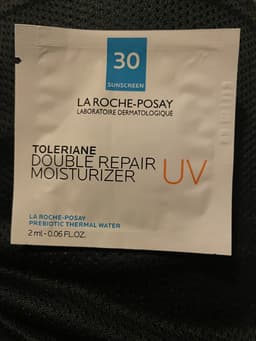 30
SUNSCREEN
LA ROCHE-POSAY
LABORATOIRE DERMATOLOGIQUE
TOLERIANE
DOUBLE REPAIR
MOISTURIZER UV
LA ROCHE-POSAY
PREBIOTIC THERMAL WATER
2 ml - 0.06 FL.OZ.